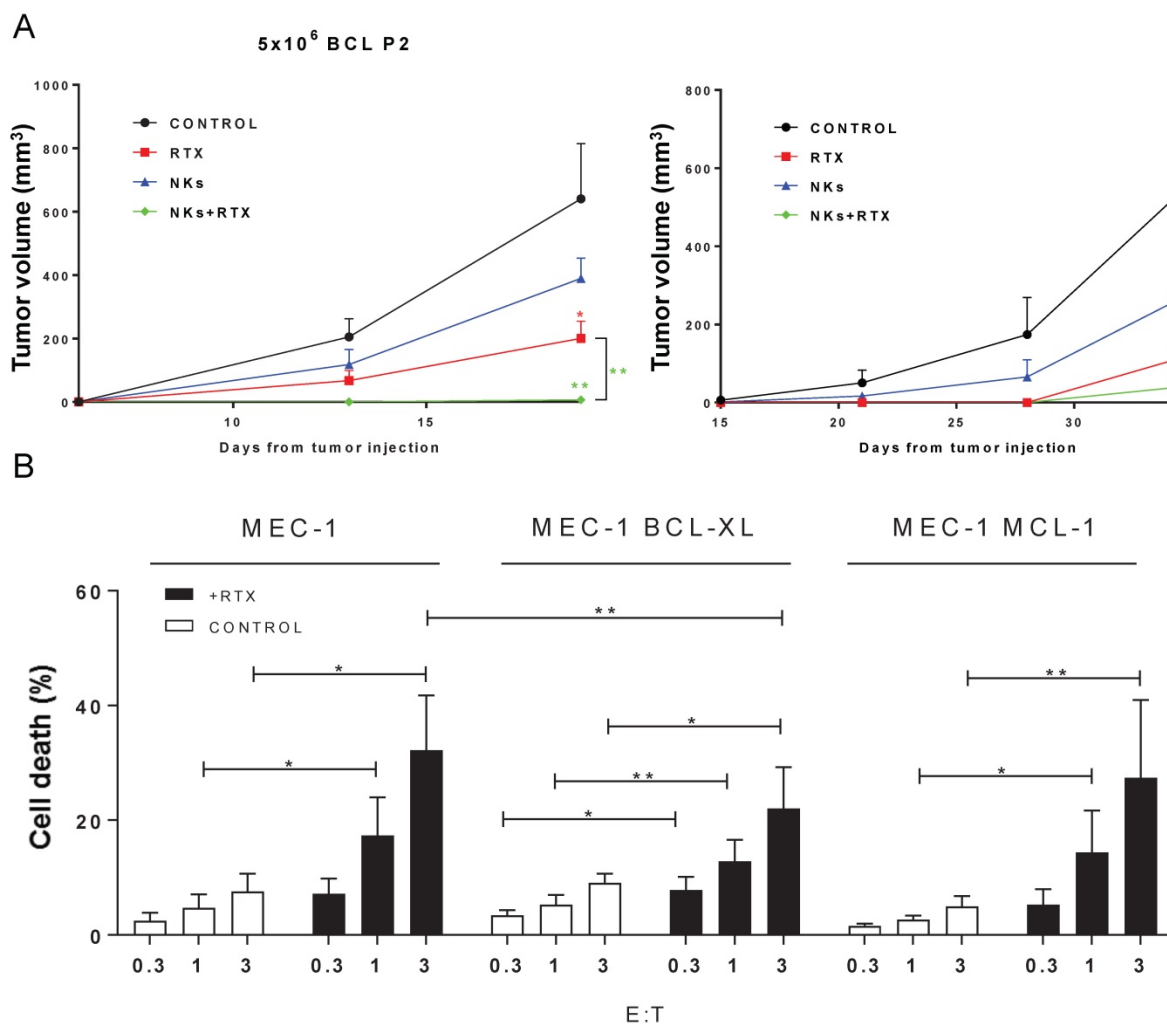 A
5x10⁶ BCL P2
1000
800
600
400
200
0
Tumor volume (mm³)
CONTROL
RTX
NKs
NKs+RTX
*
**
**
10
15
Days from tumor injection
800
600
400
200
0
Tumor volume (mm³)
CONTROL
RTX
NKs
NKs+RTX
15
20
25
30
Days from tumor injection
B
MEC-1
MEC-1 BCL-XL
MEC-1 MCL-1
60
40
20
0
Cell death (%)
+RTX
CONTROL
**
*
*
*
**
*
**
*
0.3 1 3 0.3 1 3 0.3 1 3 0.3 1 3 0.3 1 3 0.3 1 3
E:T